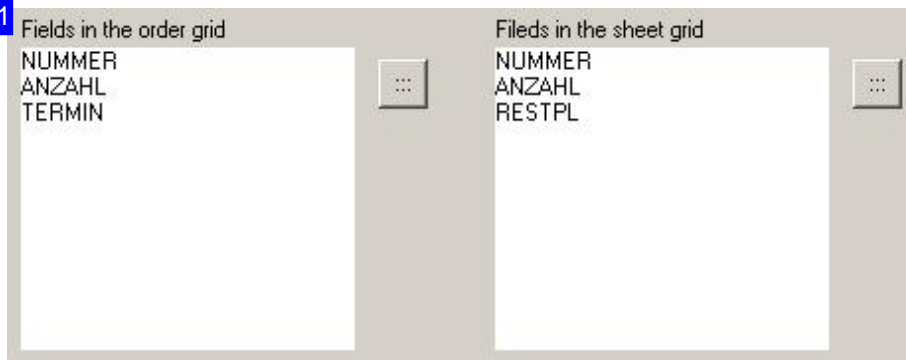 1
Fields in the order grid
NUMMER
ANZAHL
TERMIN
:::
Fileds in the sheet grid
NUMMER
ANZAHL
RESTPL
:::